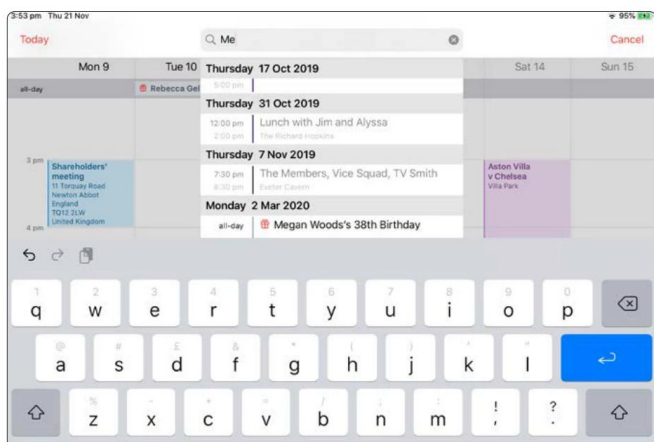 3:53 pm Thu 21 Nov 95%
Today Me Cancel
Mon 9 Tue 10 Sat 14 Sun 15
all-day Rebecca Gel
Thursday 17 Oct 2019
5:00 pm
Thursday 31 Oct 2019
12:00 pm Lunch with Jim and Alyssa
2:00 pm The Richard Hopkins
Thursday 7 Nov 2019
7:30 pm The Members, Vice Squad, TV Smith
8:30 pm Exeter Cavern
Monday 2 Mar 2020
all-day Megan Woods's 38th Birthday
3 pm
Shareholders'
meeting
11 Torquay Road
Newton Abbot
England
TQ12 2LW
United Kingdom
4 pm
Aston Villa
v Chelsea
Villa Park
1 2 3 4 5 6 7 8 9 0
q w e r t y u i o p
@ # £ & * ( ) ' "
a s d f g h j k l
% - + = / ; : ! ?
z x c v b n m , .